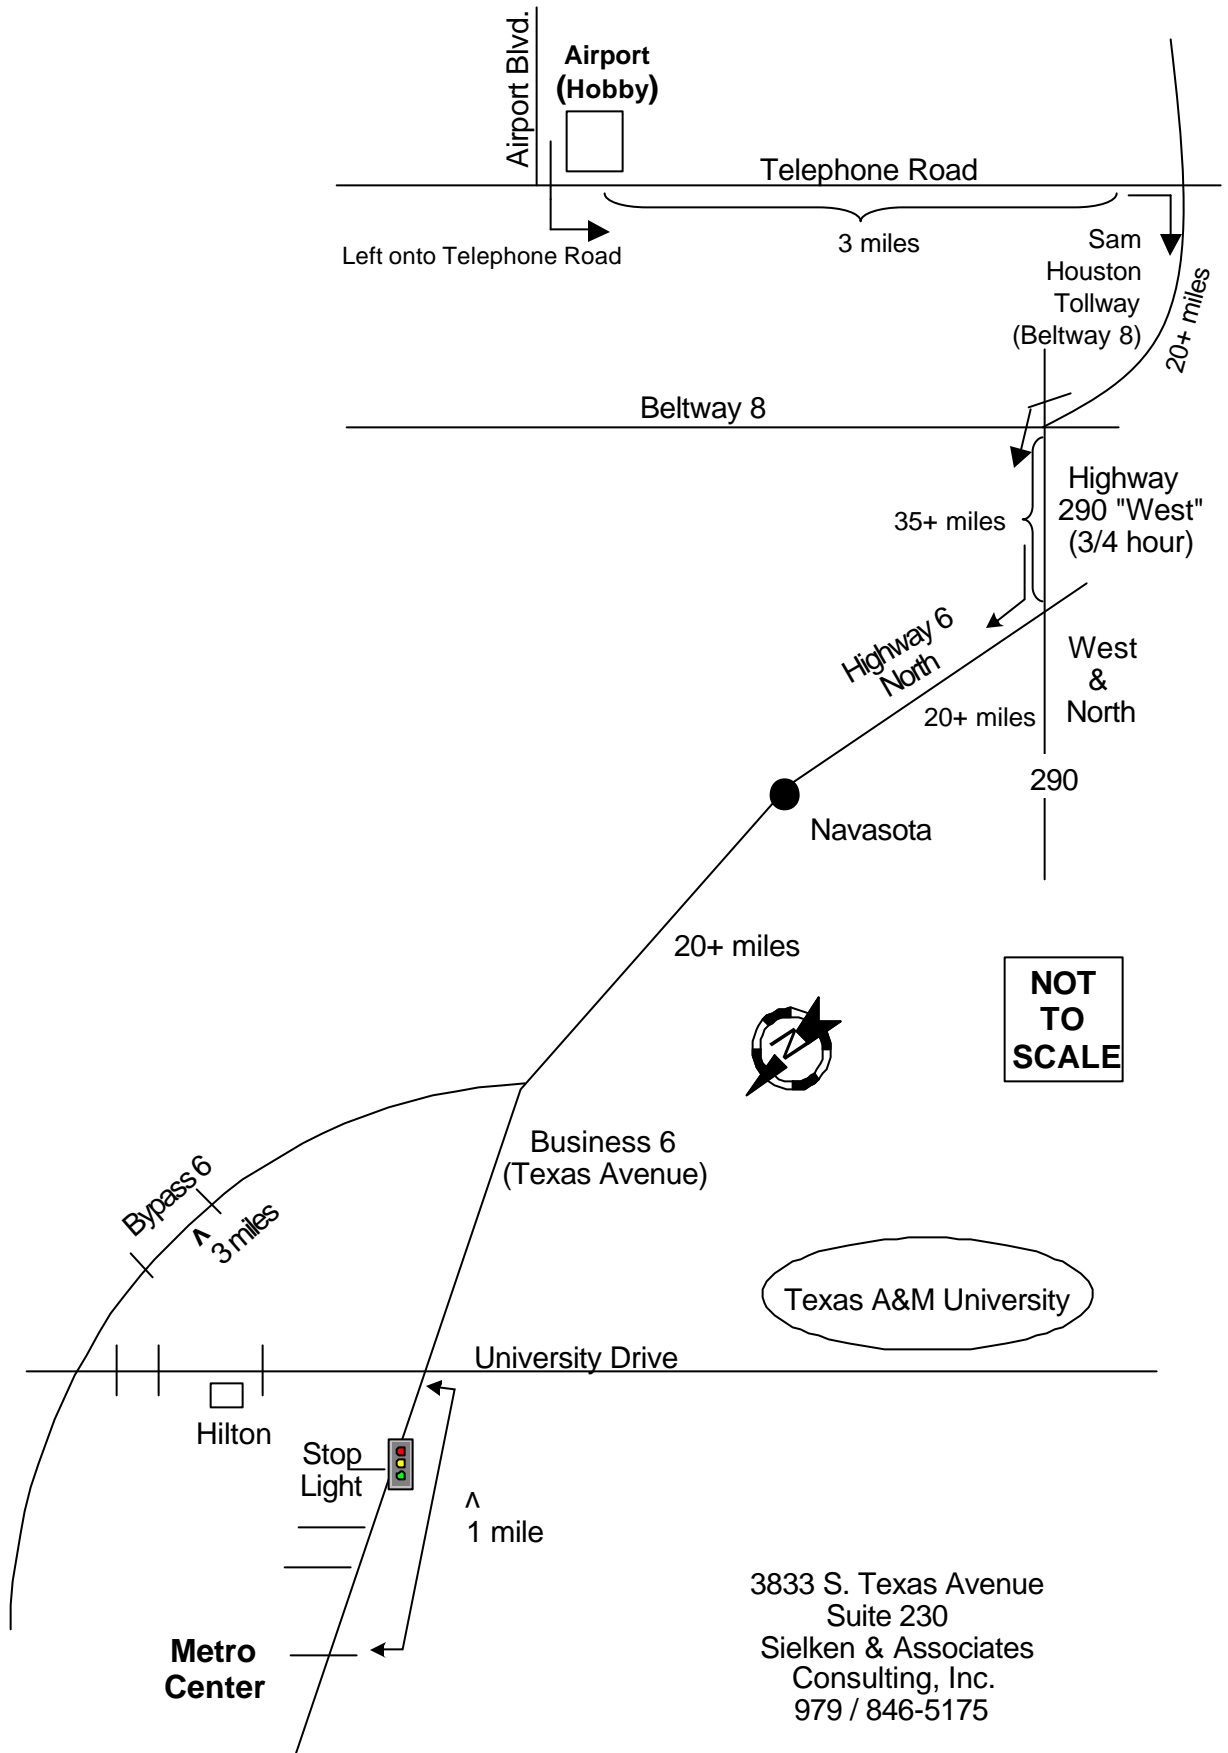 Airport Blvd.
Airport
(Hobby)
Telephone Road
Left onto Telephone Road
3 miles
Sam
Houston
Tollway
(Beltway 8)
20+ miles
Beltway 8
35+ miles
Highway
290 "West"
(3/4 hour)
Highway 6
North
20+ miles
West
&
North
290
Navasota
20+ miles
N
NOT
TO
SCALE
Business 6
(Texas Avenue)
Bypass 6
^
3 miles
Texas A&M University
University Drive
Hilton
Stop
Light
^
1 mile
Metro
Center
3833 S. Texas Avenue
Suite 230
Sielken & Associates
Consulting, Inc.
979 / 846-5175